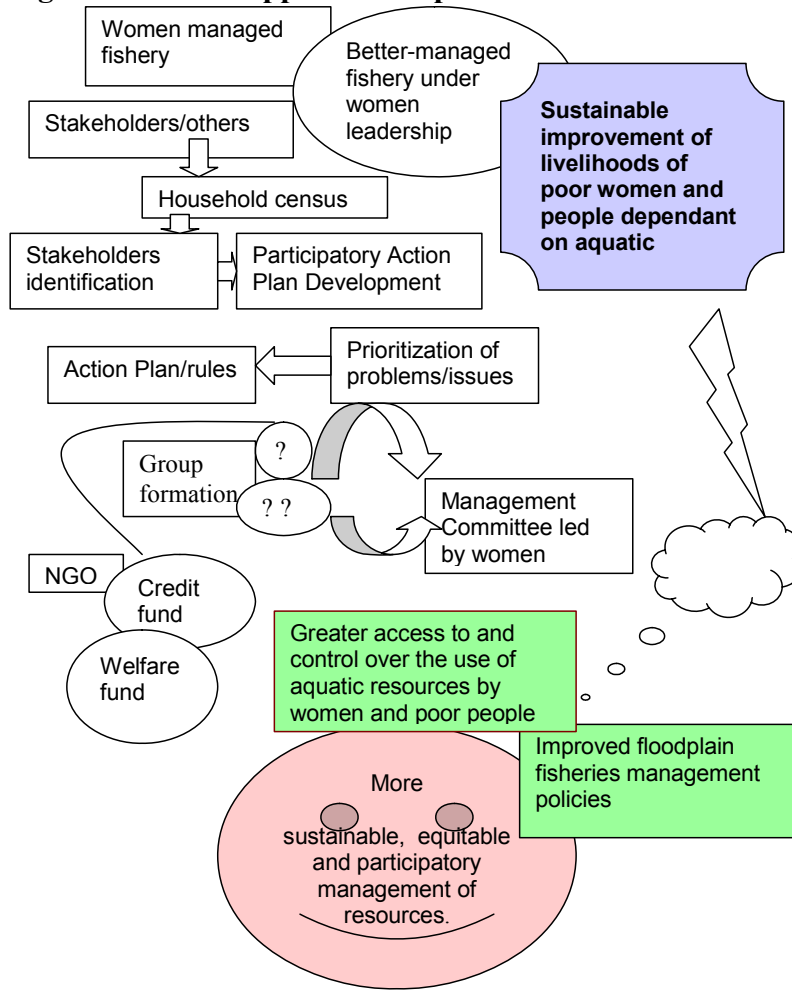 Women managed
fishery
Better-managed
fishery under
women
leadership
Sustainable
improvement of
livelihoods of
poor women and
people dependant
on aquatic
Stakeholders/others
Household census
Stakeholders
identification
Participatory Action
Plan Development
Action Plan/rules
Prioritization of
problems/issues
Group
formation
?
? ?
Management
Committee led
by women
NGO
Credit
fund
Welfare
fund
Greater access to and
control over the use of
aquatic resources by
women and poor people
Improved floodplain
fisheries management
policies
More
sustainable, equitable
and participatory
management of
resources.